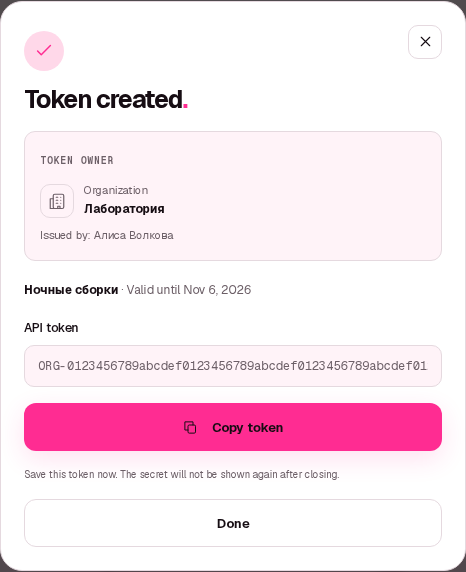 Token created.
TOKEN OWNER
Organization
Лаборатория
Issued by: Алиса Волкова
Ночные сборки · Valid until Nov 6, 2026
API token
ORG-0123456789abcdef0123456789abcdef0123456789abcdef01
Copy token
Save this token now. The secret will not be shown again after closing.
Done